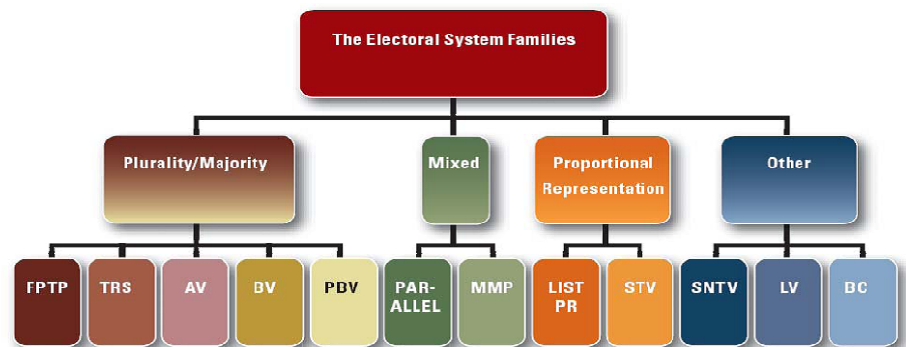 The Electoral System Families
Plurality/Majority
Mixed
Proportional
Representation
Other
FPTP
TRS
AV
BV
PBV
PAR-
ALLEL
MMP
LIST
PR
STV
SNTV
LV
BC